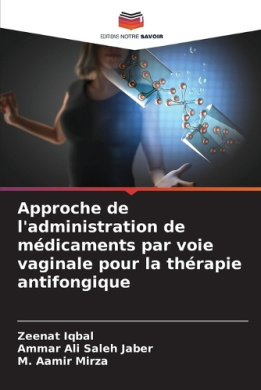 EDITIONS NOTRE SAVOIR
Approche de
l'administration de
médicaments par voie
vaginale pour la thérapie
antifongique
Zeenat Iqbal
Ammar Ali Saleh Jaber
M. Aamir Mirza